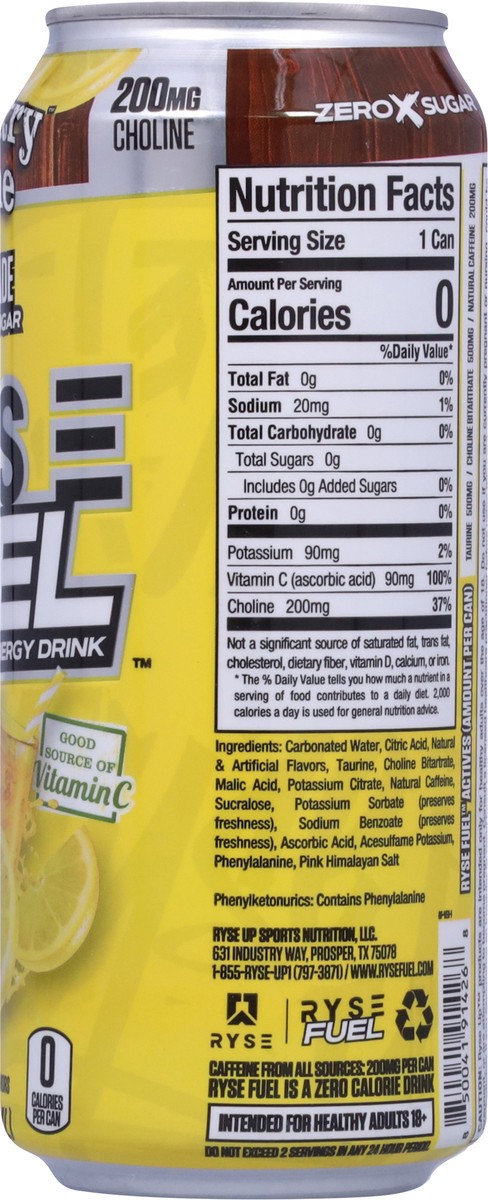 200MG
CHOLINE
ZERO X SUGAR
Nutrition Facts
Serving Size 1 Can
Amount Per Serving
Calories 0
%Daily Value*
Total Fat 0g 0%
Sodium 20mg 1%
Total Carbohydrate 0g 0%
Total Sugars 0g
Includes 0g Added Sugars 0%
Protein 0g 0%
Potassium 90mg 2%
Vitamin C (ascorbic acid) 90mg 100%
Choline 200mg 37%
Not a significant source of saturated fat, trans fat,
cholesterol, dietary fiber, vitamin D, calcium, or iron.
* The % Daily Value tells you how much a nutrient in a
serving of food contributes to a daily diet. 2,000
calories a day is used for general nutrition advice.
Ingredients: Carbonated Water, Citric Acid, Natural
& Artificial Flavors, Taurine, Choline Bitartrate,
Malic Acid, Potassium Citrate, Natural Caffeine,
Sucralose, Potassium Sorbate (preserves
freshness), Sodium Benzoate (preserves
freshness), Ascorbic Acid, Acesulfame Potassium,
Phenylalanine, Pink Himalayan Salt
Phenylketonurics: Contains Phenylalanine
RYSE UP SPORTS NUTRITION, LLC.
631 INDUSTRY WAY, PROSPER, TX 75078
1-855-RYSE-UP1 (797-3871) / WWW.RYSEFUEL.COM
RYSE
RYSE
FUEL
CAFFEINE FROM ALL SOURCES: 200MG PER CAN
RYSE FUEL IS A ZERO CALORIE DRINK
INTENDED FOR HEALTHY ADULTS 18+
DO NOT EXCEED 2 SERVINGS IN ANY 24 HOUR PERIOD
RYSE FUEL™ ACTIVES (AMOUNT PER CAN) TAURINE 500MG / CHOLINE BITARTRATE 500MG / NATURAL CAFFEINE 200MG
8 50041 91426 8
ENERGY DRINK
™
GOOD
SOURCE OF
Vitamin C
0
CALORIES
PER CAN